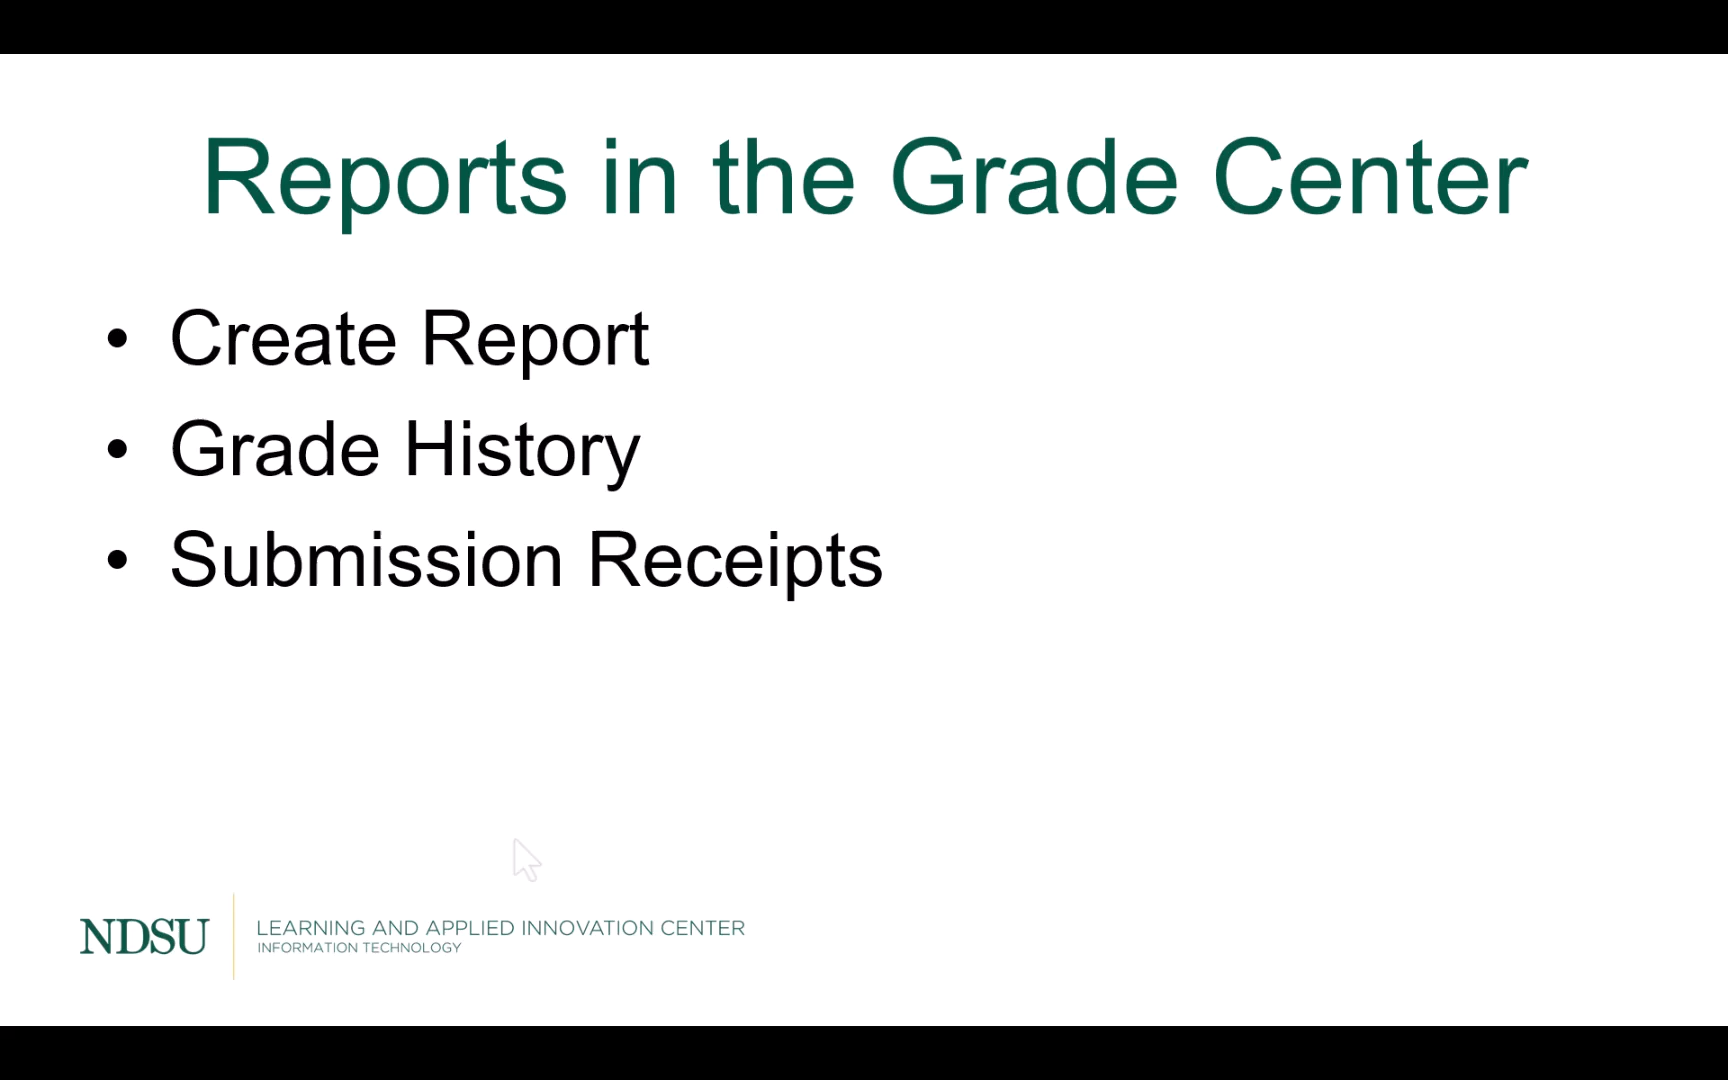 Reports in the Grade Center
• Create Report
• Grade History
• Submission Receipts
NDSU
LEARNING AND APPLIED INNOVATION CENTER
INFORMATION TECHNOLOGY